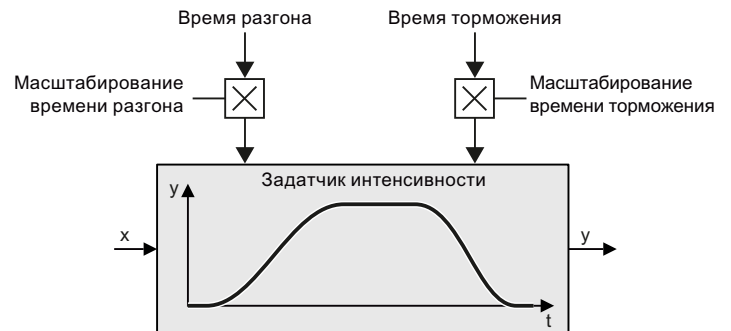 Время разгона
Время торможения
Масштабирование
времени разгона
Масштабирование
времени торможения
Задатчик интенсивности
y
x
y
t